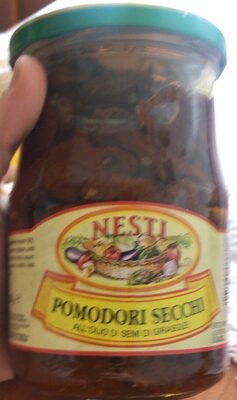 NESTI
POMODORI SECCHI
ALL'OLIO DI SEMI DI GIRASOLE